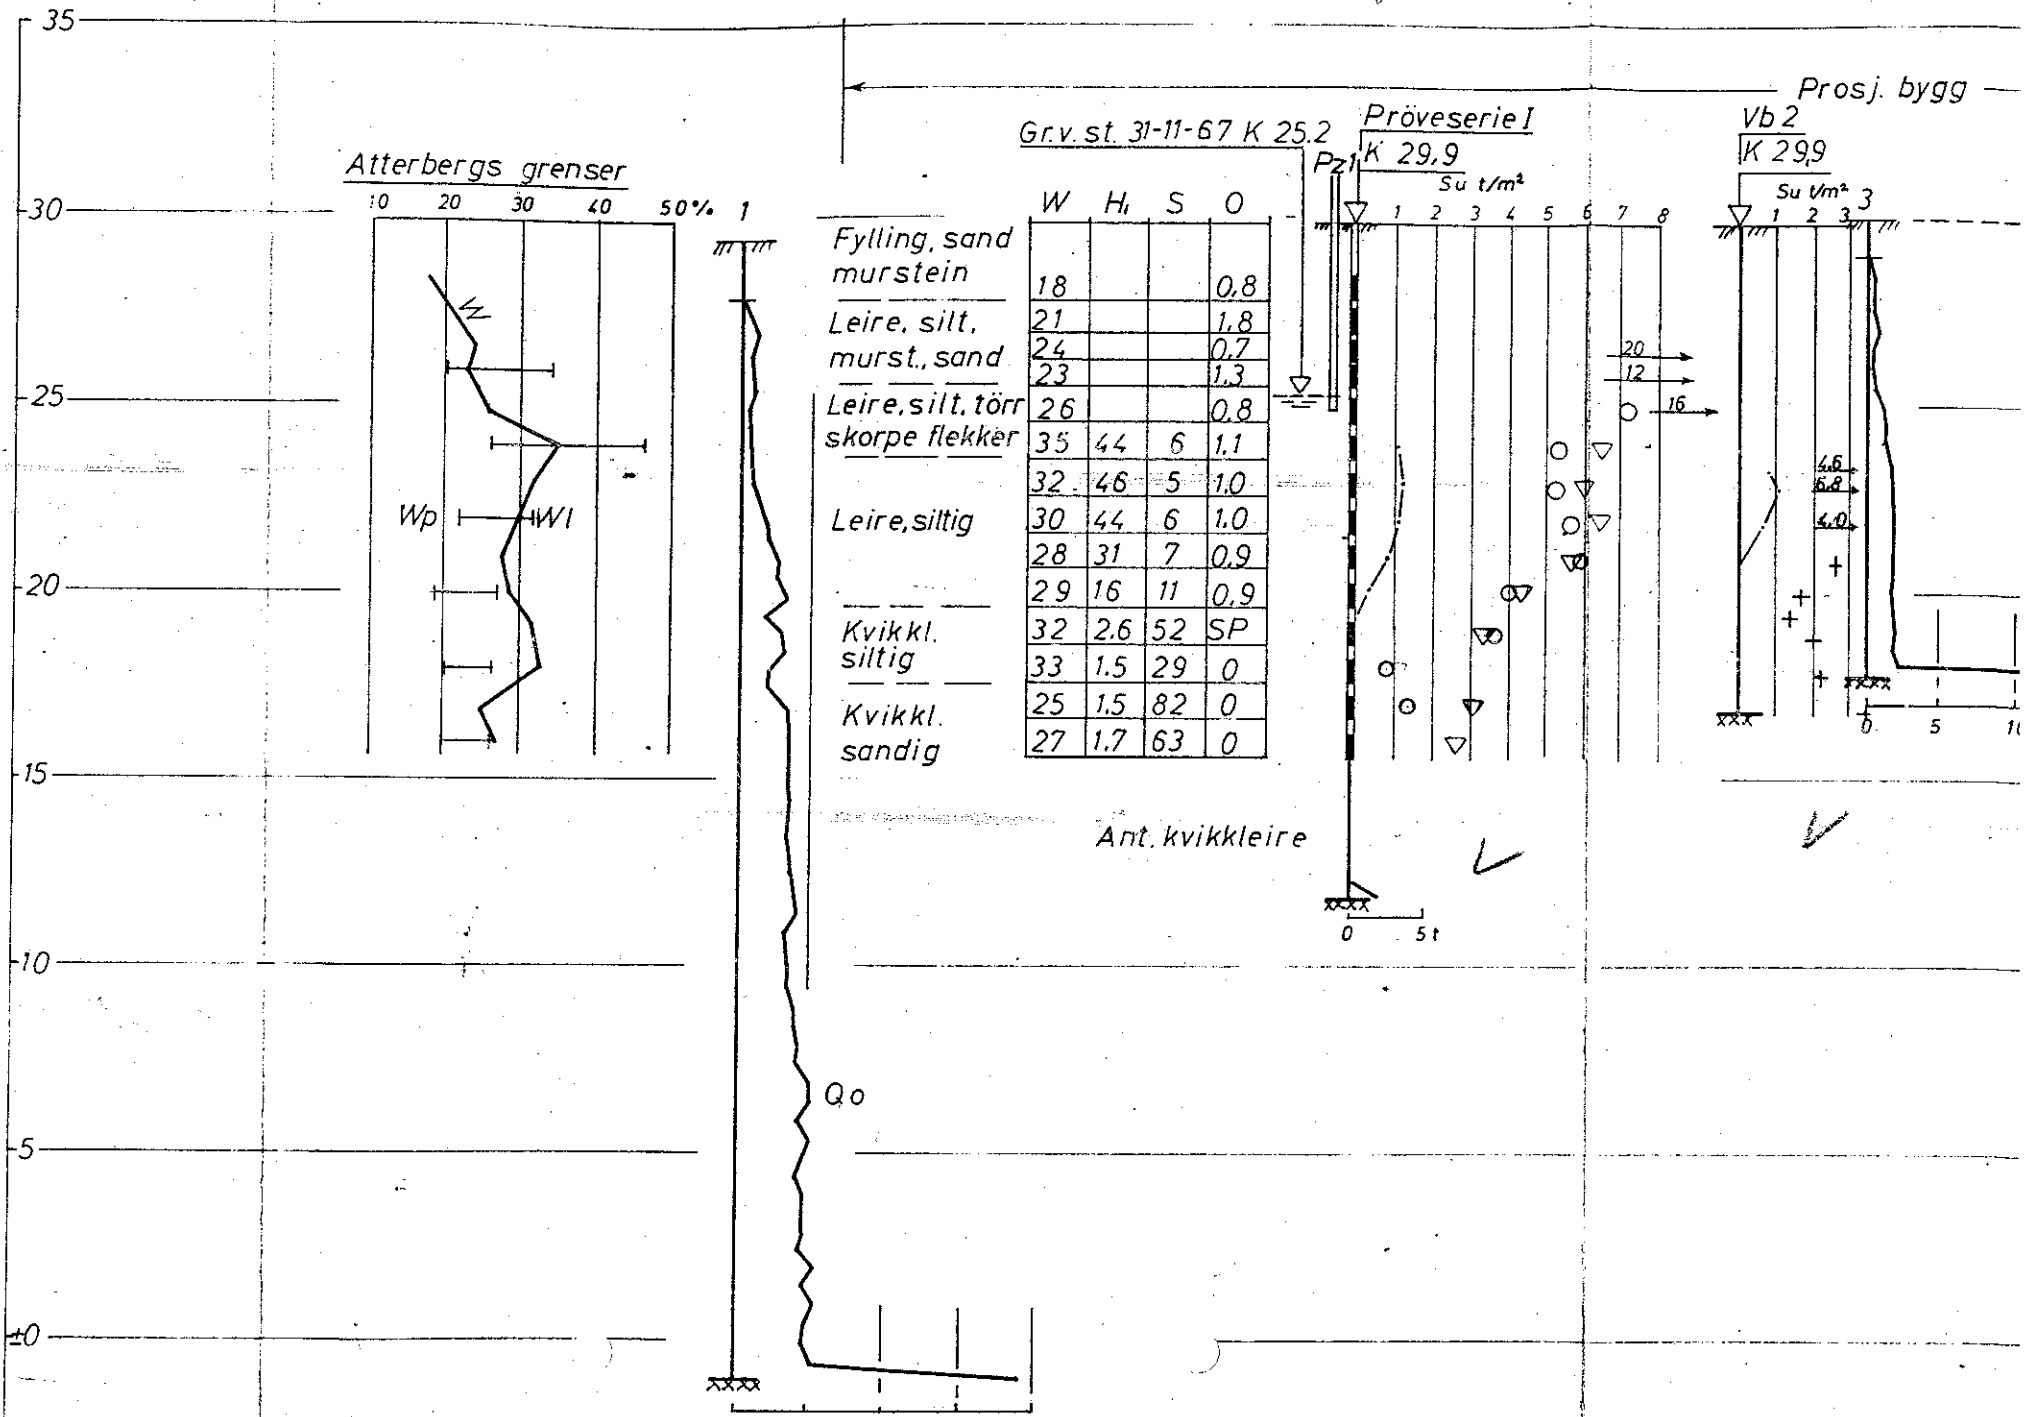 35
Prosj. bygg
Gr.v.st. 31-11-67 K 25.2
Pröveserie I
K 29,9
Su t/m²
Pz1
Vb 2
K 29,9
Su t/m²
Atterbergs grenser
10 20 30 40 50%
1
W H₁ S O
1 2 3 4 5 6 7 8
1 2 3
3
30
Fylling, sand
murstein
18 0,8
Leire, silt,
murst., sand
21 1,8
24 0,7
23 1,3
W
20
12
16
25
Leire, silt, törr
skorpe flekker
26 0,8
35 44 6 1,1
Leire, siltig
32 46 5 1,0
30 44 6 1,0
28 31 7 0,9
29 16 11 0,9
Wp Wl
4,6
6,8
4,0
20
Kvikkl.
siltig
32 2.6 52 SP
33 1.5 29 0
Kvikkl.
sandig
25 1.5 82 0
27 1.7 63 0
0 5 10
15
Ant. kvikkleire
0 5 t
10
Qo
5
±0